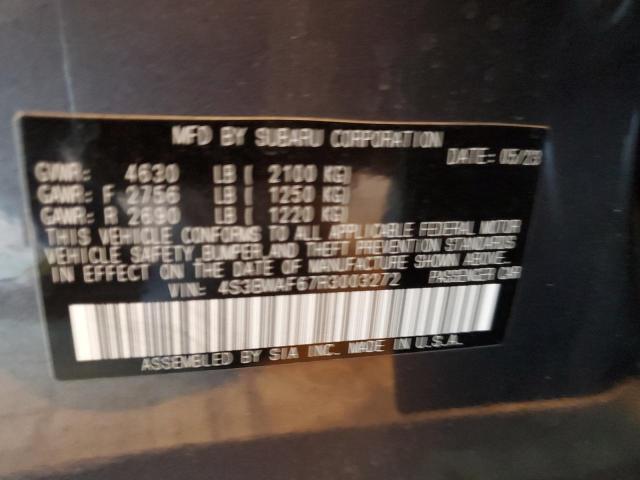 MFD BY SUBARU CORPORATION
DATE: 05/23
GVWR: 4630 LB ( 2100 KG)
GAWR: F 2756 LB ( 1250 KG)
GAWR: R 2690 LB ( 1220 KG)
THIS VEHICLE CONFORMS TO ALL APPLICABLE FEDERAL MOTOR
VEHICLE SAFETY, BUMPER AND THEFT PREVENTION STANDARDS
IN EFFECT ON THE DATE OF MANUFACTURE SHOWN ABOVE.
VIN: 4S3BWAF67R3003272 PASSENGER CAR
ASSEMBLED BY SIA INC. MADE IN U.S.A.